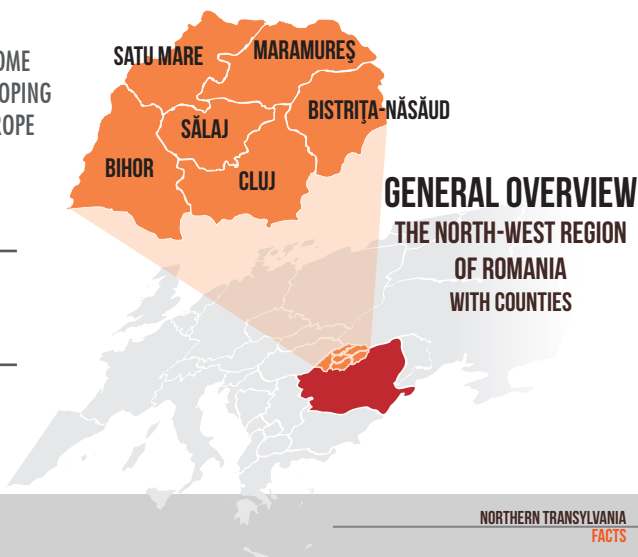 OME
OPING
ROPE
SATU MARE
MARAMUREŞ
BISTRIŢA-NĂSĂUD
SĂLAJ
BIHOR
CLUJ
GENERAL OVERVIEW
THE NORTH-WEST REGION
OF ROMANIA
WITH COUNTIES
NORTHERN TRANSYLVANIA
FACTS